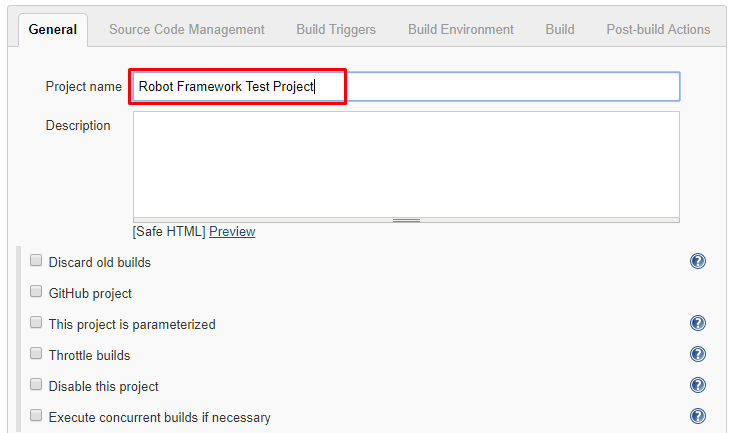 General Source Code Management Build Triggers Build Environment Build Post-build Actions
Project name Robot Framework Test Project
Description
[Safe HTML] Preview
Discard old builds ?
GitHub project
This project is parameterized ?
Throttle builds ?
Disable this project ?
Execute concurrent builds if necessary ?